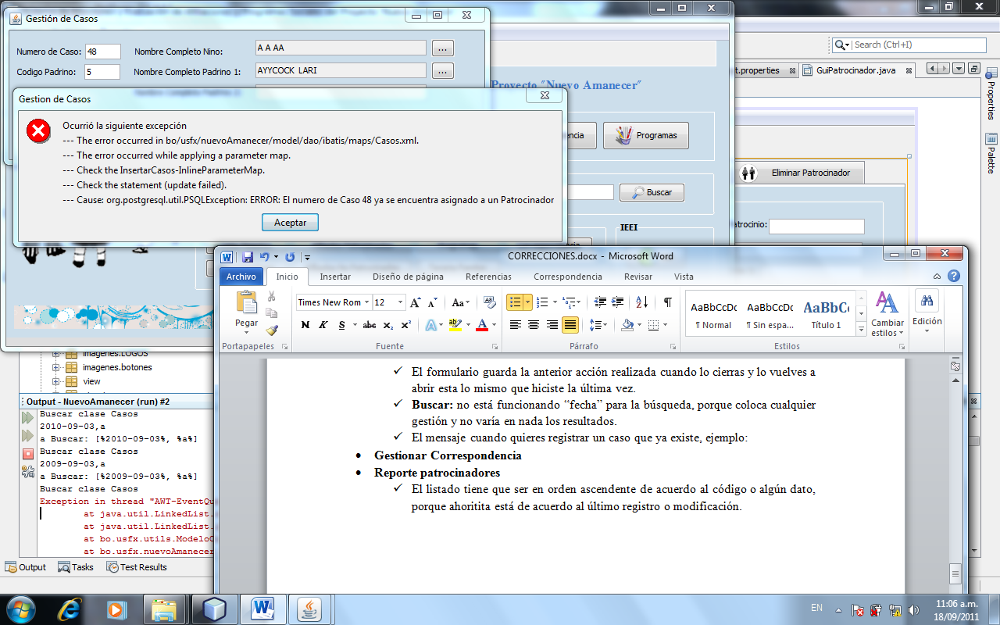 Gestión de Casos
Numero de Caso: 48
Nombre Completo Nino: A A AA ...
Codigo Padrino: 5
Nombre Completo Padrino 1: AYYCOCK LARI ...
Gestion de Casos
Ocurrió la siguiente excepción
--- The error occurred in bo/usfx/nuevoAmanecer/model/dao/ibatis/maps/Casos.xml.
--- The error occurred while applying a parameter map.
--- Check the InsertarCasos-InlineParameterMap.
--- Check the statement (update failed).
--- Cause: org.postgresql.util.PSQLException: ERROR: El numero de Caso 48 ya se encuentra asignado a un Patrocinador
Aceptar
Proyecto "Nuevo Amanecer"
encia
Programas
Buscar
IEEI
Search (Ctrl+I)
t.properties
GuiPatrocinador.java
Properties
Palette
Eliminar Patrocinador
atrocinio:
CORRECCIONES.docx - Microsoft Word
Archivo Inicio Insertar Diseño de página Referencias Correspondencia Revisar Vista
Pegar
Portapapeles
Times New Rom 12
N K S abc x₂ x²
Fuente
Párrafo
AaBbCcDc AaBbCcDc AaBbCc
¶ Normal ¶ Sin espa... Título 1
Cambiar estilos
Estilos
Edición
✓ El formulario guarda la anterior acción realizada cuando lo cierras y lo vuelves a
abrir esta lo mismo que hiciste la última vez.
✓ Buscar: no está funcionando “fecha” para la búsqueda, porque coloca cualquier
gestión y no varía en nada los resultados.
✓ El mensaje cuando quieres registrar un caso que ya existe, ejemplo:
• Gestionar Correspondencia
• Reporte patrocinadores
✓ El listado tiene que ser en orden ascendente de acuerdo al código o algún dato,
porque ahoritita está de acuerdo al último registro o modificación.
imagenes.LOGOS
imagenes.botones
view
Output - NuevoAmanecer (run) #2
Buscar clase Casos
2010-09-03,a
a Buscar: [%2010-09-03%, %a%]
Buscar clase Casos
2009-09-03,a
a Buscar: [%2009-09-03%, %a%]
Buscar clase Casos
Exception in thread "AWT-EventQu
at java.util.LinkedList.
at java.util.LinkedList.
at bo.usfx.utils.ModeloC
at bo.usfx.nuevoAmanecer
Output Tasks Test Results
EN
11:06 a.m.
18/09/2011